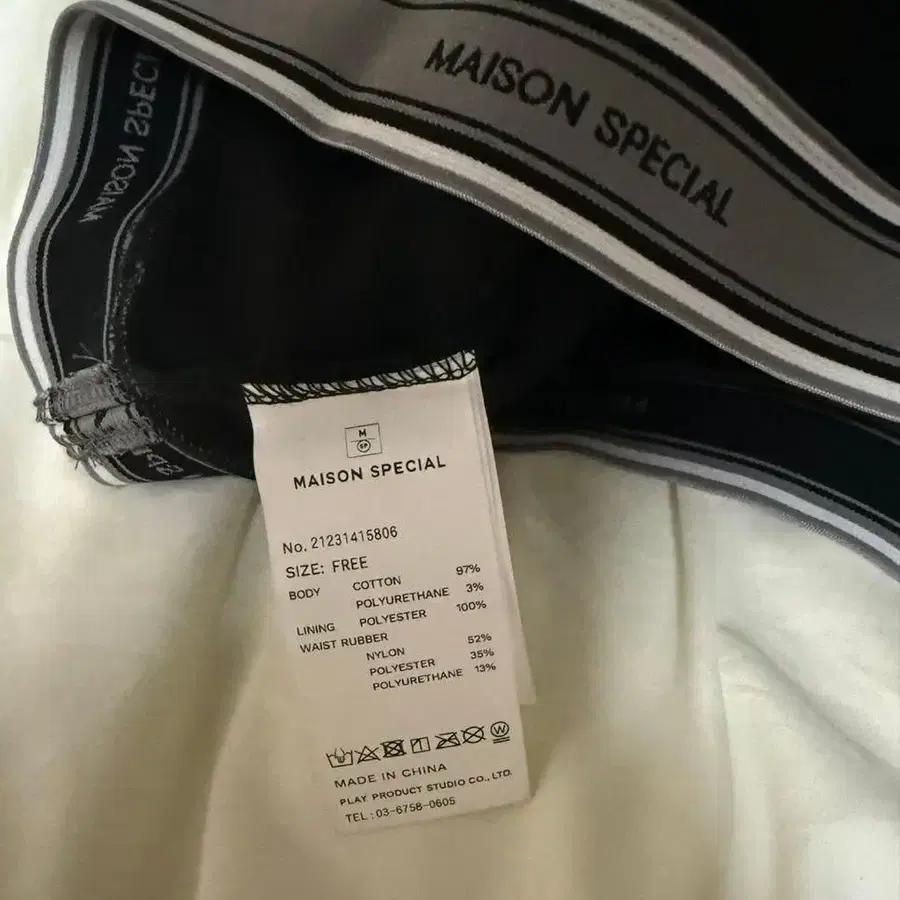 MAISON SPECIAL
MAISON SPECI
M
SP
MAISON SPECIAL
No. 21231415806
SIZE: FREE
BODY COTTON 97%
POLYURETHANE 3%
LINING POLYESTER 100%
WAIST RUBBER
NYLON 52%
POLYESTER 35%
POLYURETHANE 13%
W
MADE IN CHINA
PLAY PRODUCT STUDIO CO., LTD.
TEL : 03-6758-0605